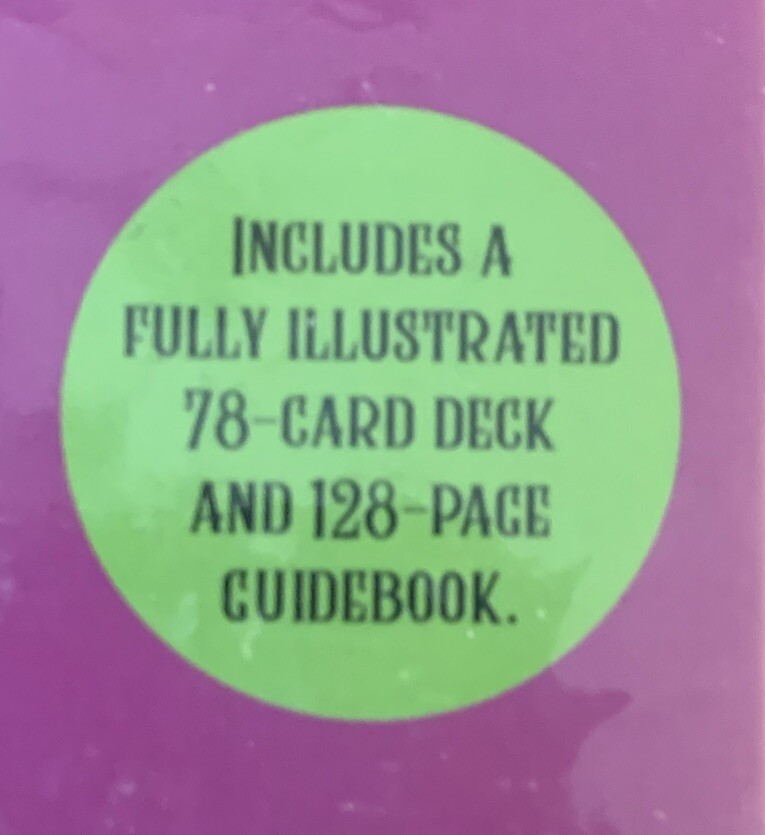 INCLUDES A
FULLY ILLUSTRATED
78-CARD DECK
AND 128-PAGE
GUIDEBOOK.